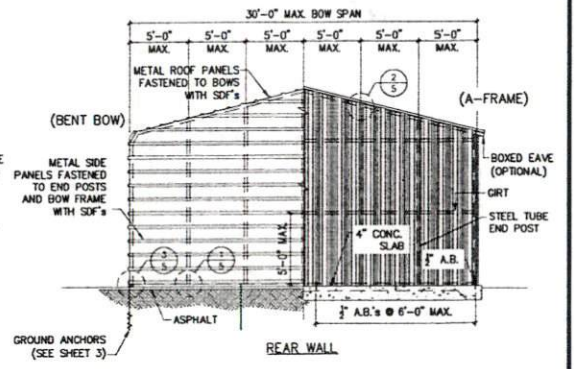 30'-0" MAX. BOW SPAN
5'-0" 5'-0" 5'-0" 5'-0" 5'-0" 5'-0"
MAX. MAX. MAX. MAX. MAX. MAX.
METAL ROOF PANELS
FASTENED TO BOWS
WITH SDF's
2
5
(BENT BOW)
(A-FRAME)
METAL SIDE
PANELS FASTENED
TO END POSTS
AND BOW FRAME
WITH SDF's
BOXED EAVE
(OPTIONAL)
GIRT
STEEL TUBE
END POST
5'-0" MAX.
4" CONC.
SLAB
A.B.
3
5
5
ASPHALT
A.B.'s @ 6'-0" MAX.
GROUND ANCHORS
(SEE SHEET 3)
REAR WALL